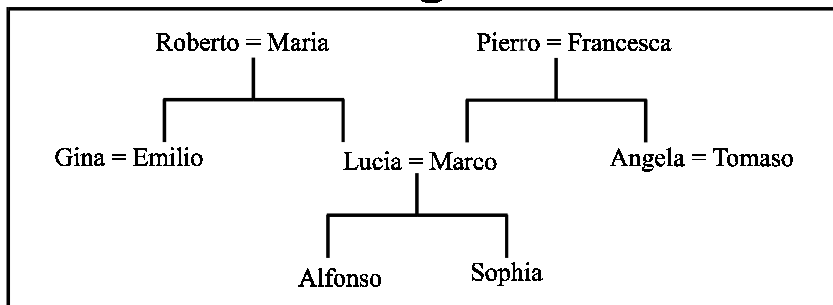 Roberto = Maria Pierro = Francesca
Gina = Emilio Lucia = Marco Angela = Tomaso
Alfonso Sophia